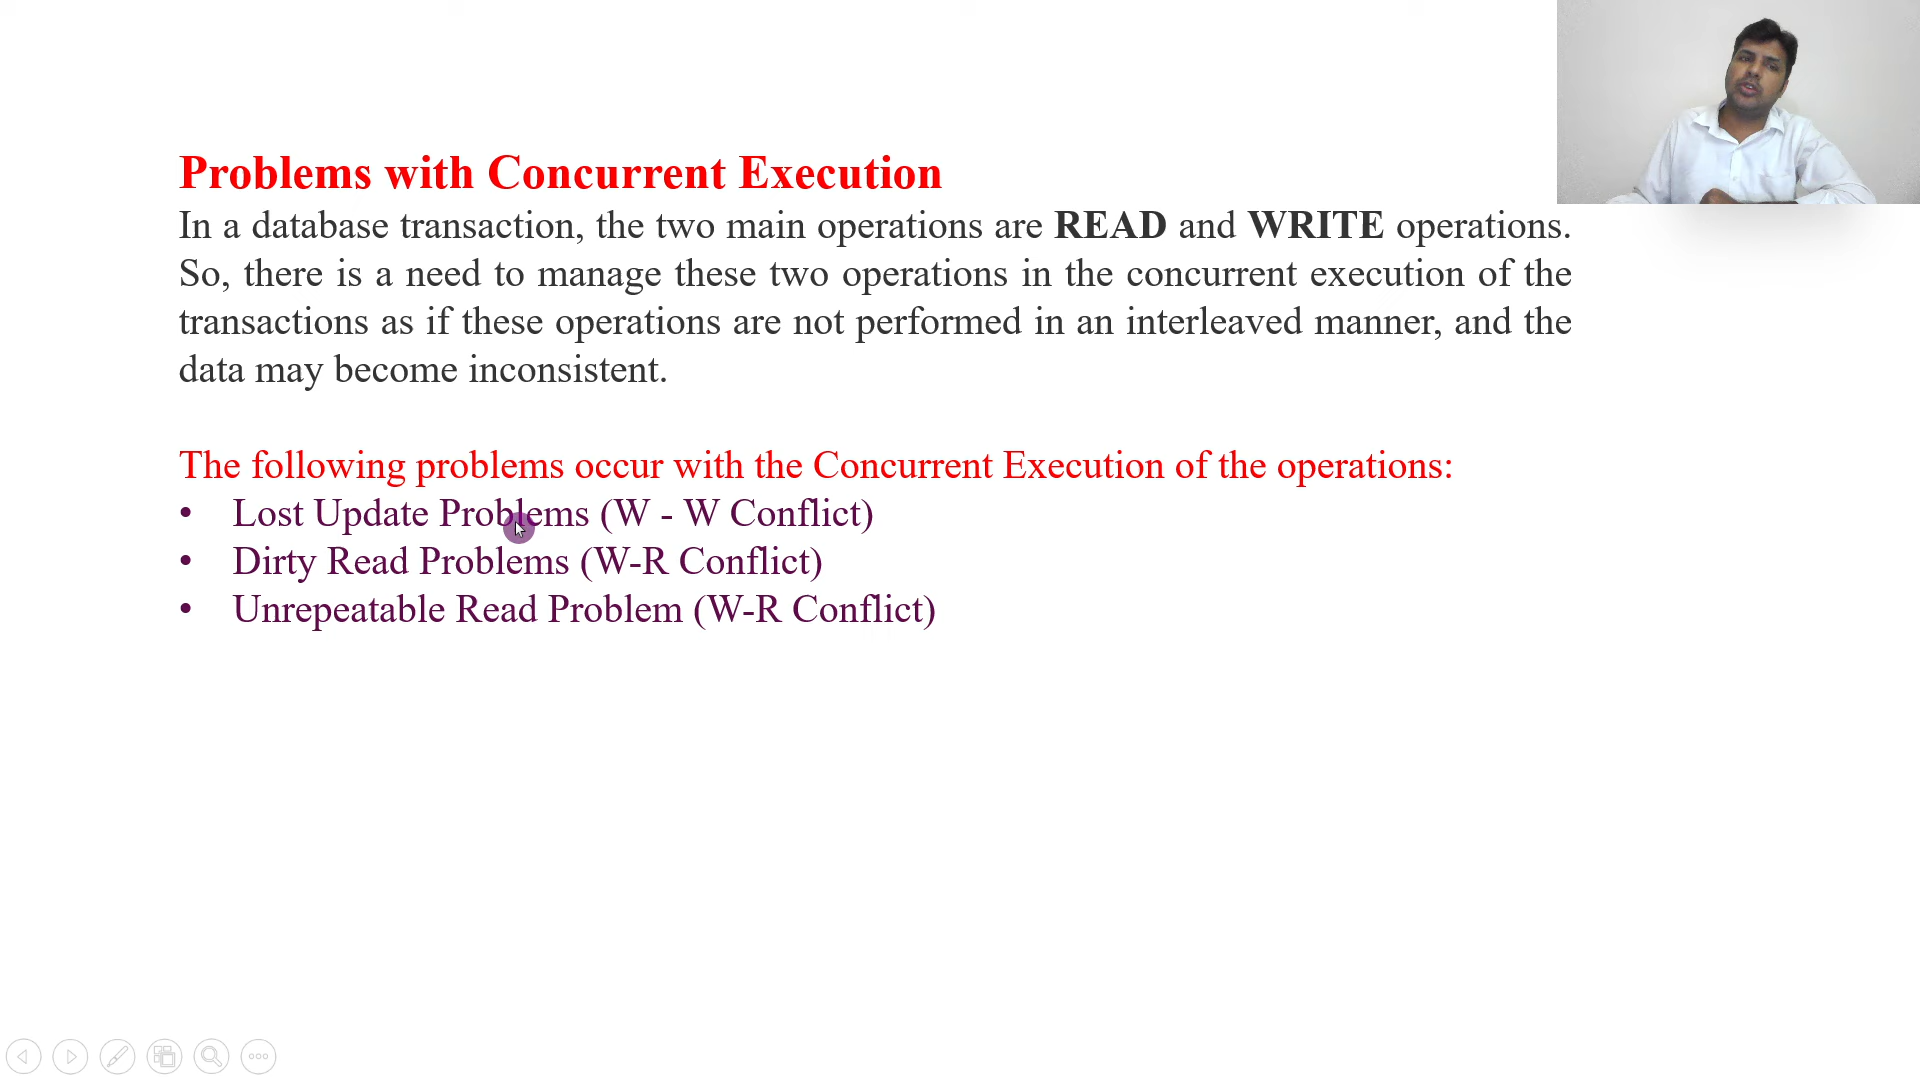 Problems with Concurrent Execution
In a database transaction, the two main operations are READ and WRITE operations.
So, there is a need to manage these two operations in the concurrent execution of the
transactions as if these operations are not performed in an interleaved manner, and the
data may become inconsistent.
The following problems occur with the Concurrent Execution of the operations:
• Lost Update Problems (W - W Conflict)
• Dirty Read Problems (W-R Conflict)
• Unrepeatable Read Problem (W-R Conflict)